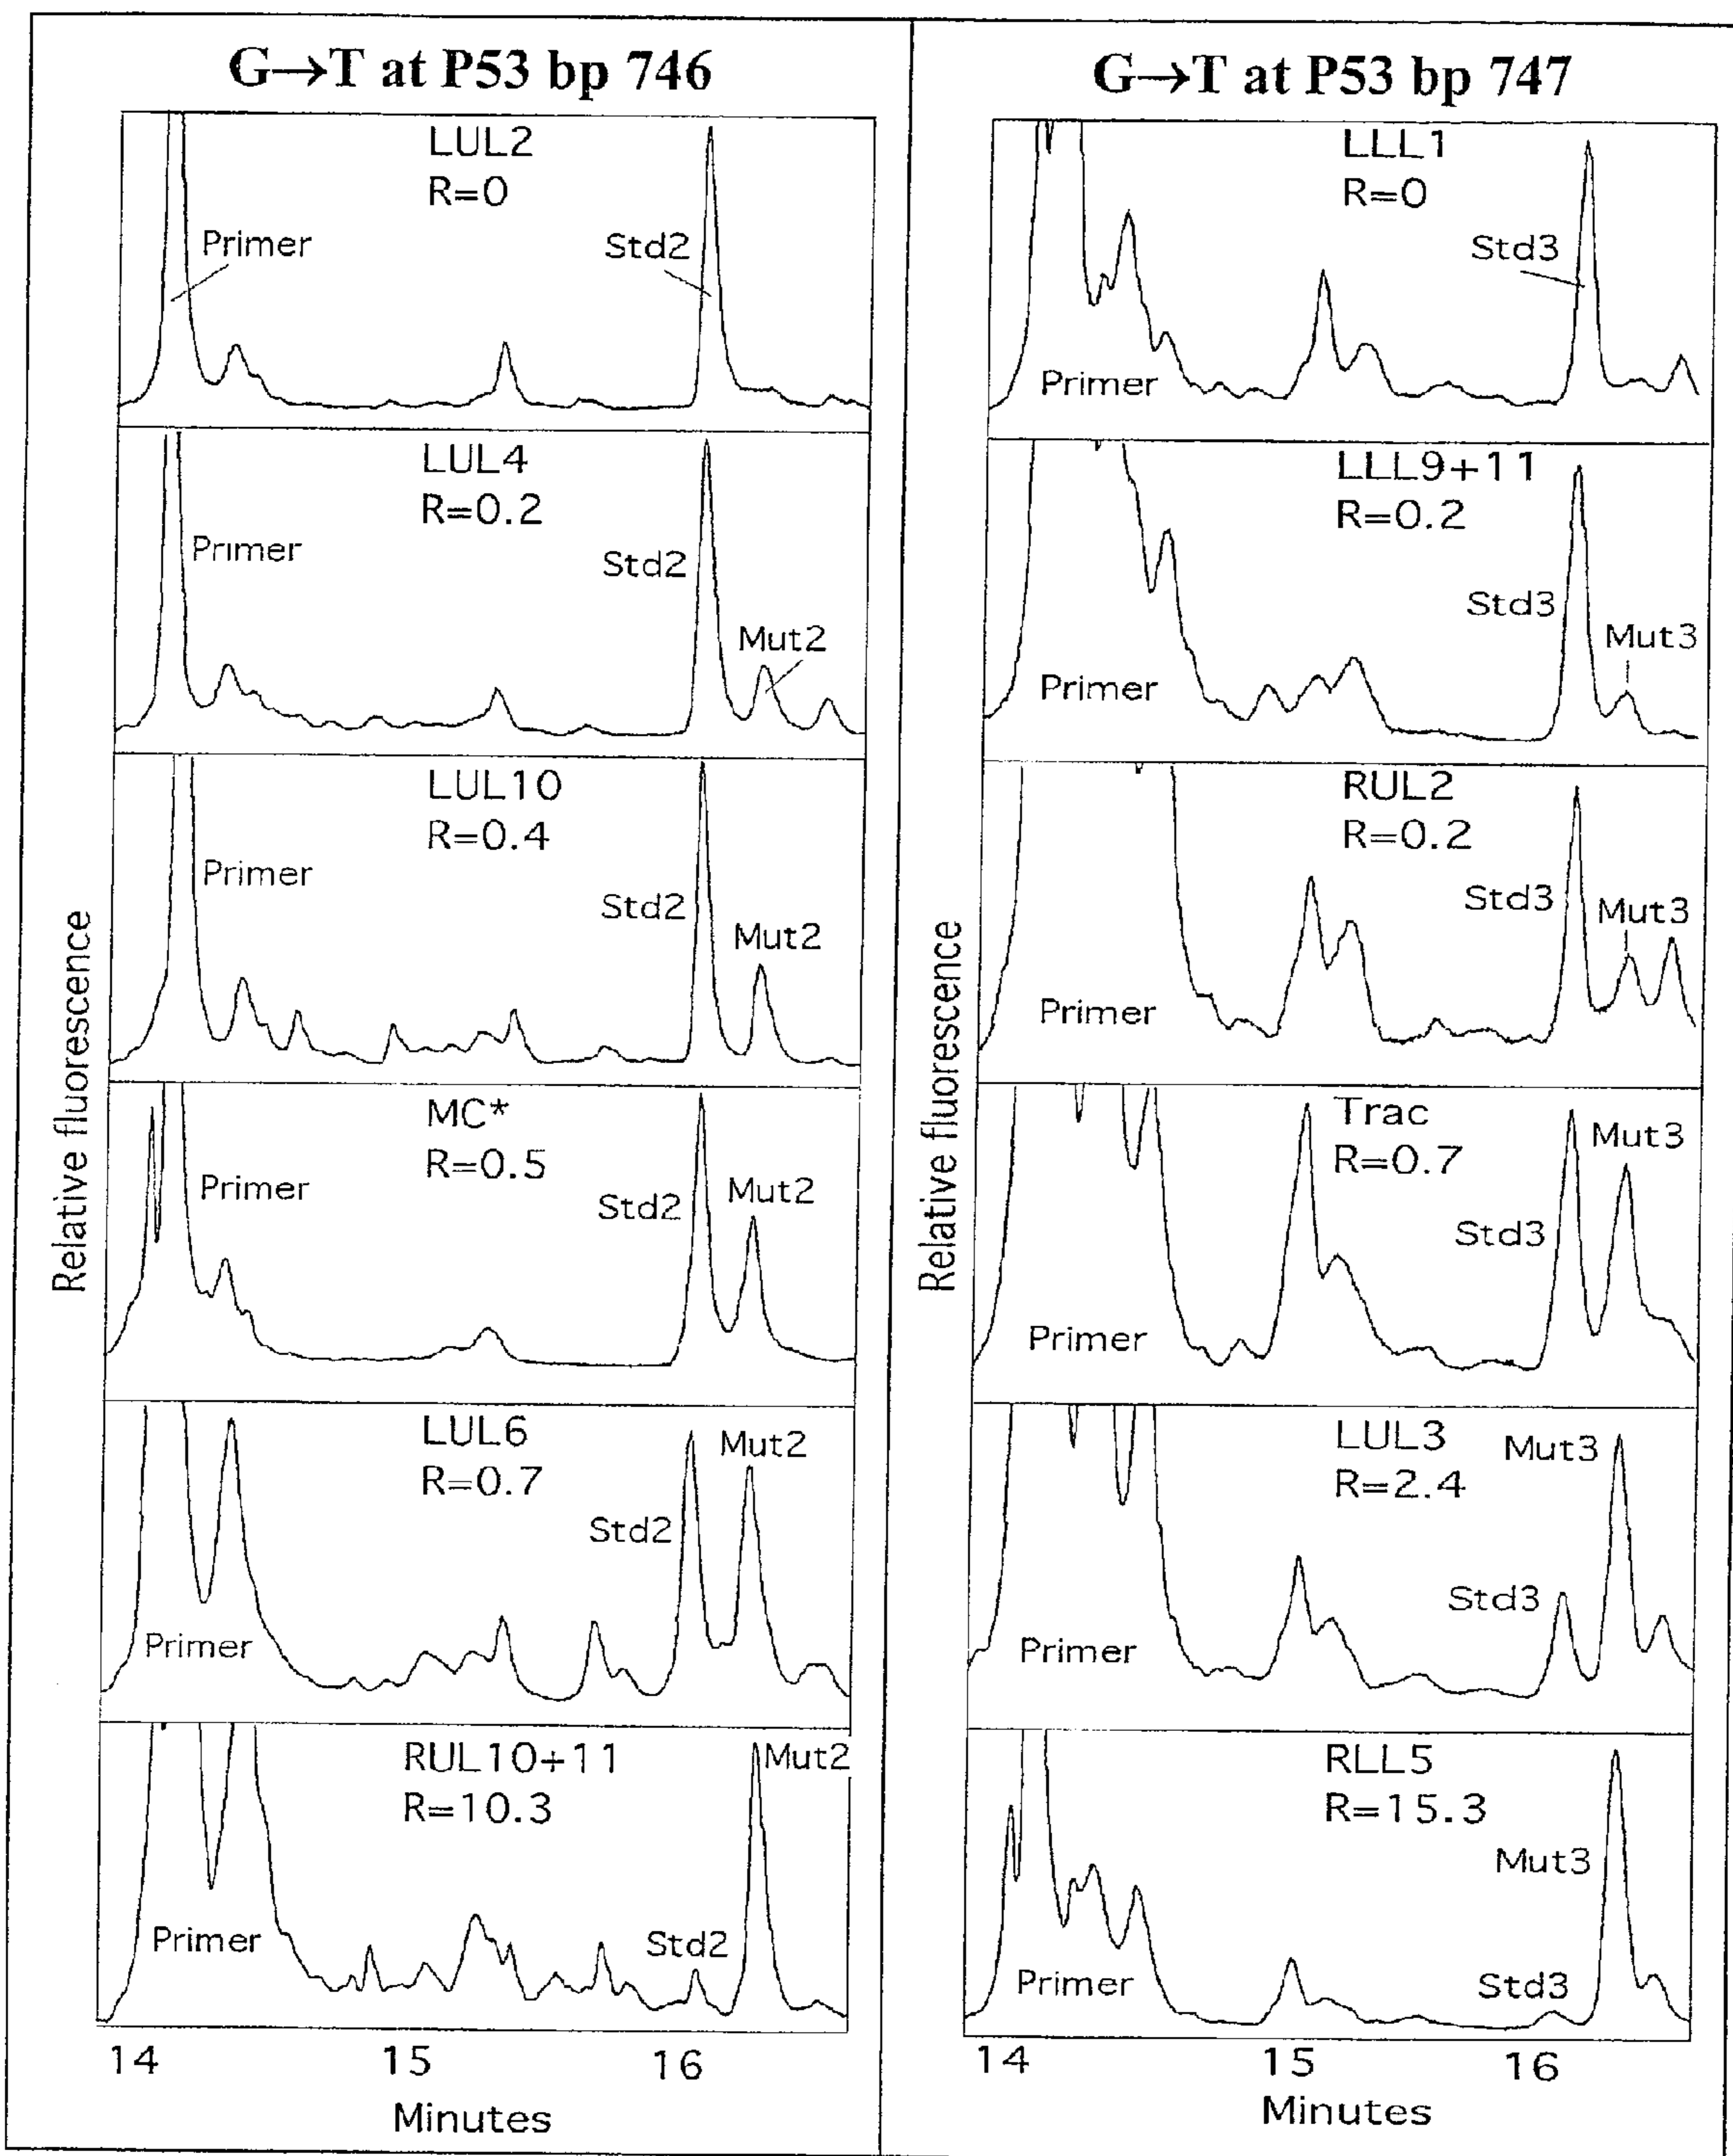 G→T at P53 bp 746
LUL2
R=0
Primer
Std2
LUL4
R=0.2
Primer
Std2
Mut2
LUL10
R=0.4
Primer
Std2
Mut2
MC*
R=0.5
Primer
Std2
Mut2
LUL6
R=0.7
Mut2
Std2
Primer
RUL10+11
R=10.3
Mut2
Primer
Std2
Relative fluorescence
14 15 16
Minutes
G→T at P53 bp 747
LLL1
R=0
Std3
Primer
LLL9+11
R=0.2
Std3
Mut3
Primer
RUL2
R=0.2
Std3
Mut3
Primer
Trac
R=0.7
Mut3
Std3
Primer
LUL3
R=2.4
Mut3
Std3
Primer
RLL5
R=15.3
Mut3
Primer
Std3
Relative fluorescence
14 15 16
Minutes